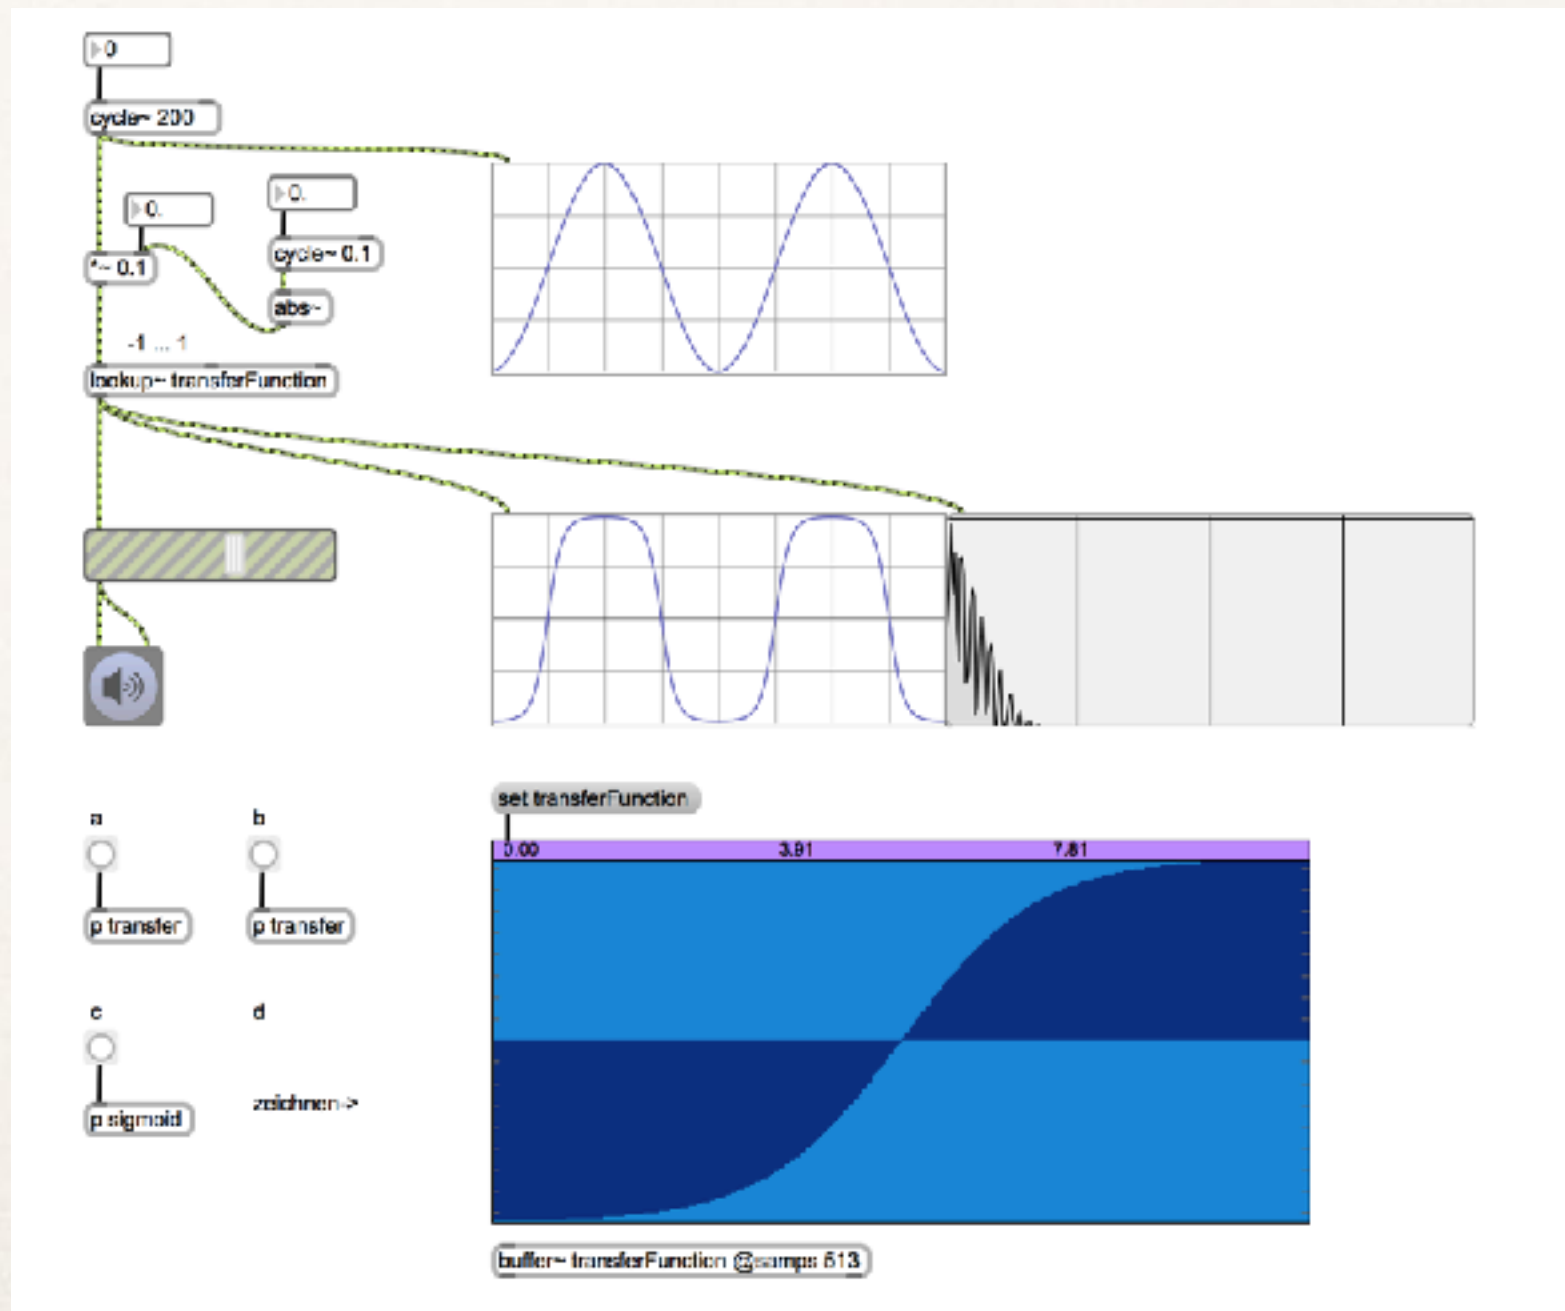 0
cycle~ 200
0.
0.
cycle~ 0.1
*~ 0.1
abs~
-1 ... 1
lookup~ transferFunction
set transferFunction
0.00 3.91 7.81
a b
p transfer p transfer
c d
zeichnen->
p sigmoid
buffer~ transferFunction @samps 513